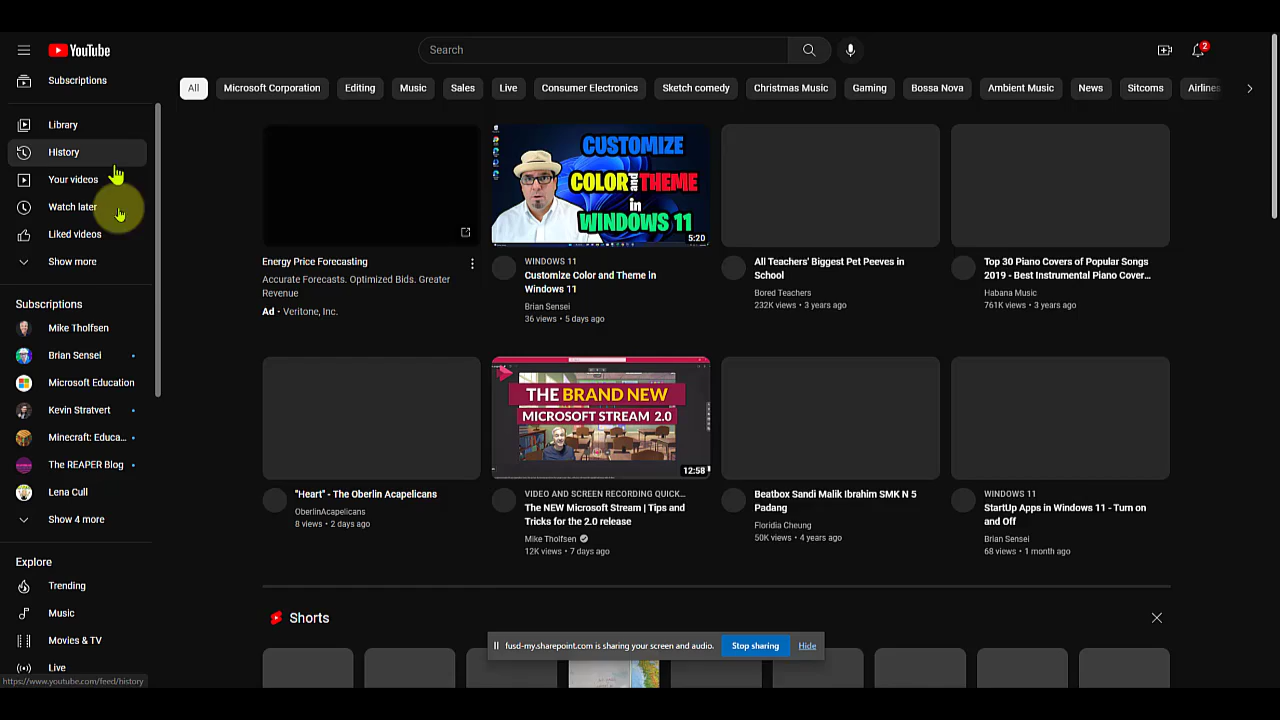 YouTube
Search
2
Subscriptions
Library
History
Your videos
Watch later
Liked videos
Show more
Subscriptions
Mike Tholfsen
Brian Sensei
Microsoft Education
Kevin Stratvert
Minecraft: Educa...
The REAPER Blog
Lena Cull
Show 4 more
Explore
Trending
Music
Movies & TV
Live
https://www.youtube.com/feed/history
All
Microsoft Corporation
Editing
Music
Sales
Live
Consumer Electronics
Sketch comedy
Christmas Music
Gaming
Bossa Nova
Ambient Music
News
Sitcoms
Airlines
Energy Price Forecasting
Accurate Forecasts. Optimized Bids. Greater
Revenue
Ad · Veritone, Inc.
CUSTOMIZE
COLOR and THEME
in
WINDOWS 11
5:20
WINDOWS 11
Customize Color and Theme in
Windows 11
Brian Sensei
36 views • 5 days ago
All Teachers' Biggest Pet Peeves in
School
Bored Teachers
232K views • 3 years ago
Top 30 Piano Covers of Popular Songs
2019 - Best Instrumental Piano Cover...
Habana Music
761K views • 3 years ago
"Heart" - The Oberlin Acapelicans
OberlinAcapelicans
8 views • 2 days ago
THE BRAND NEW
MICROSOFT STREAM 2.0
12:58
VIDEO AND SCREEN RECORDING QUICK...
The NEW Microsoft Stream | Tips and
Tricks for the 2.0 release
Mike Tholfsen
12K views • 7 days ago
Beatbox Sandi Malik Ibrahim SMK N 5
Padang
Floridia Cheung
50K views • 4 years ago
WINDOWS 11
StartUp Apps in Windows 11 - Turn on
and Off
Brian Sensei
68 views • 1 month ago
Shorts
fusd-my.sharepoint.com is sharing your screen and audio.
Stop sharing
Hide